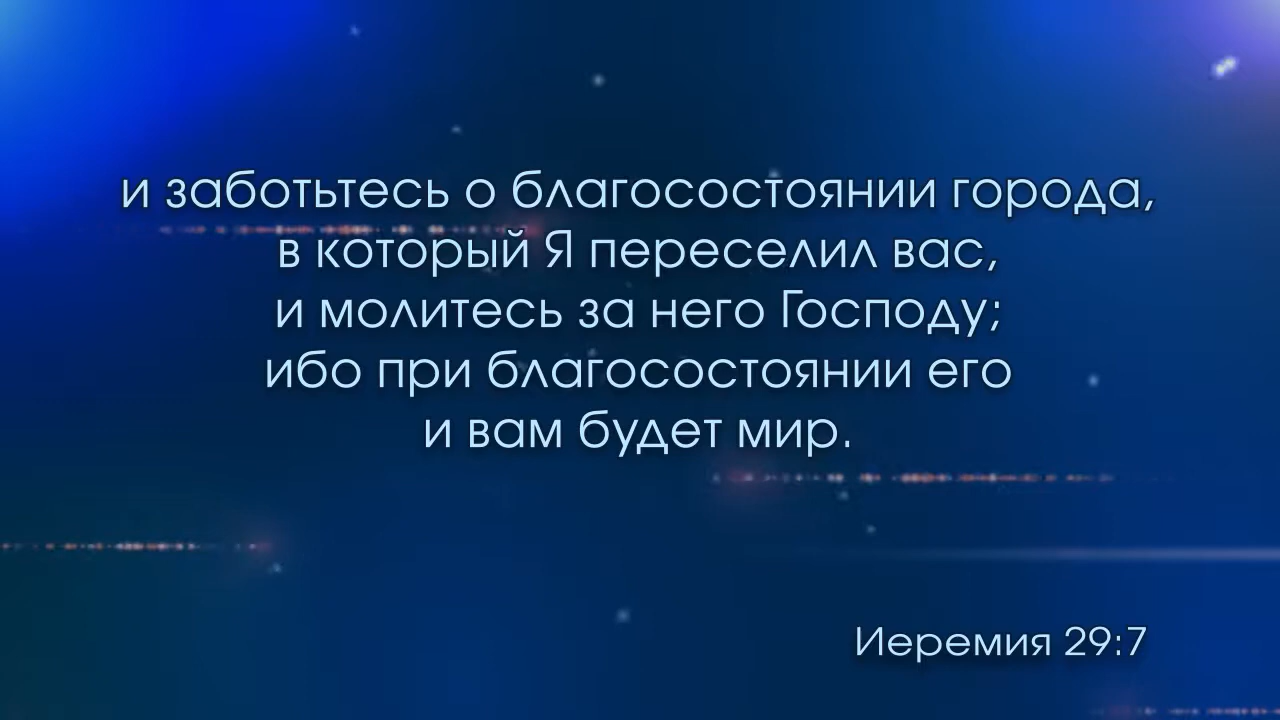 и заботьтесь о благосостоянии города,
в который Я переселил вас,
и молитесь за него Господу;
ибо при благосостоянии его
и вам будет мир.
Иеремия 29:7